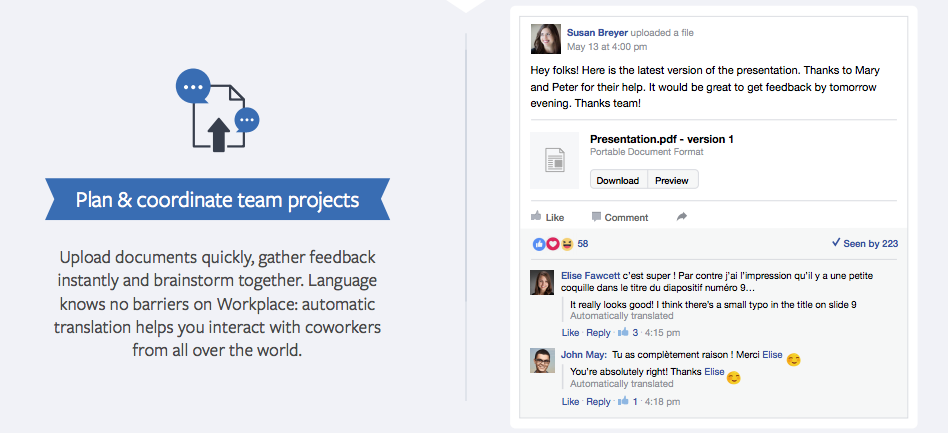 Plan & coordinate team projects
Upload documents quickly, gather feedback
instantly and brainstorm together. Language
knows no barriers on Workplace: automatic
translation helps you interact with coworkers
from all over the world.
Susan Breyer uploaded a file
May 13 at 4:00 pm
Hey folks! Here is the latest version of the presentation. Thanks to Mary
and Peter for their help. It would be great to get feedback by tomorrow
evening. Thanks team!
Presentation.pdf - version 1
Portable Document Format
Download Preview
Like Comment
58 Seen by 223
Elise Fawcett c'est super ! Par contre j'ai l'impression qu'il y a une petite
coquille dans le titre du diapositif numéro 9...
It really looks good! I think there's a small typo in the title on slide 9
Automatically translated
Like · Reply · 3 · 4:15 pm
John May: Tu as complètement raison ! Merci Elise 😊
You're absolutely right! Thanks Elise 😊
Automatically translated
Like · Reply · 1 · 4:18 pm